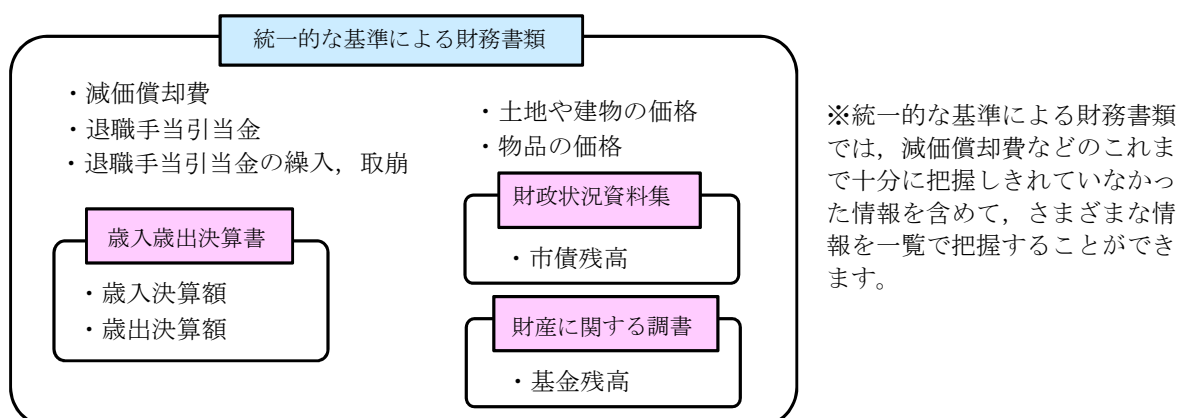 統一的な基準による財務書類
・減価償却費
・退職手当引当金
・退職手当引当金の繰入，取崩
・土地や建物の価格
・物品の価格
歳入歳出決算書
・歳入決算額
・歳出決算額
財政状況資料集
・市債残高
財産に関する調書
・基金残高
※統一的な基準による財務書類
では，減価償却費などのこれま
で十分に把握しきれていなかっ
た情報を含めて，さまざまな情
報を一覧で把握することができ
ます。